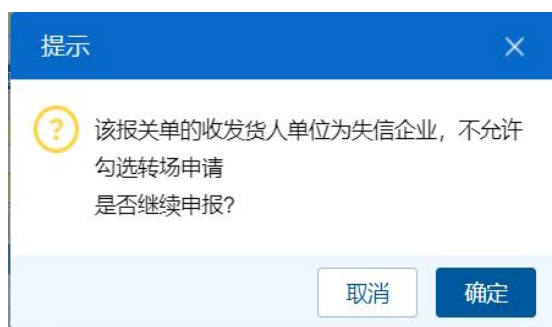 提示
该报关单的收发货人单位为失信企业，不允许
勾选转场申请
是否继续申报?
取消
确定